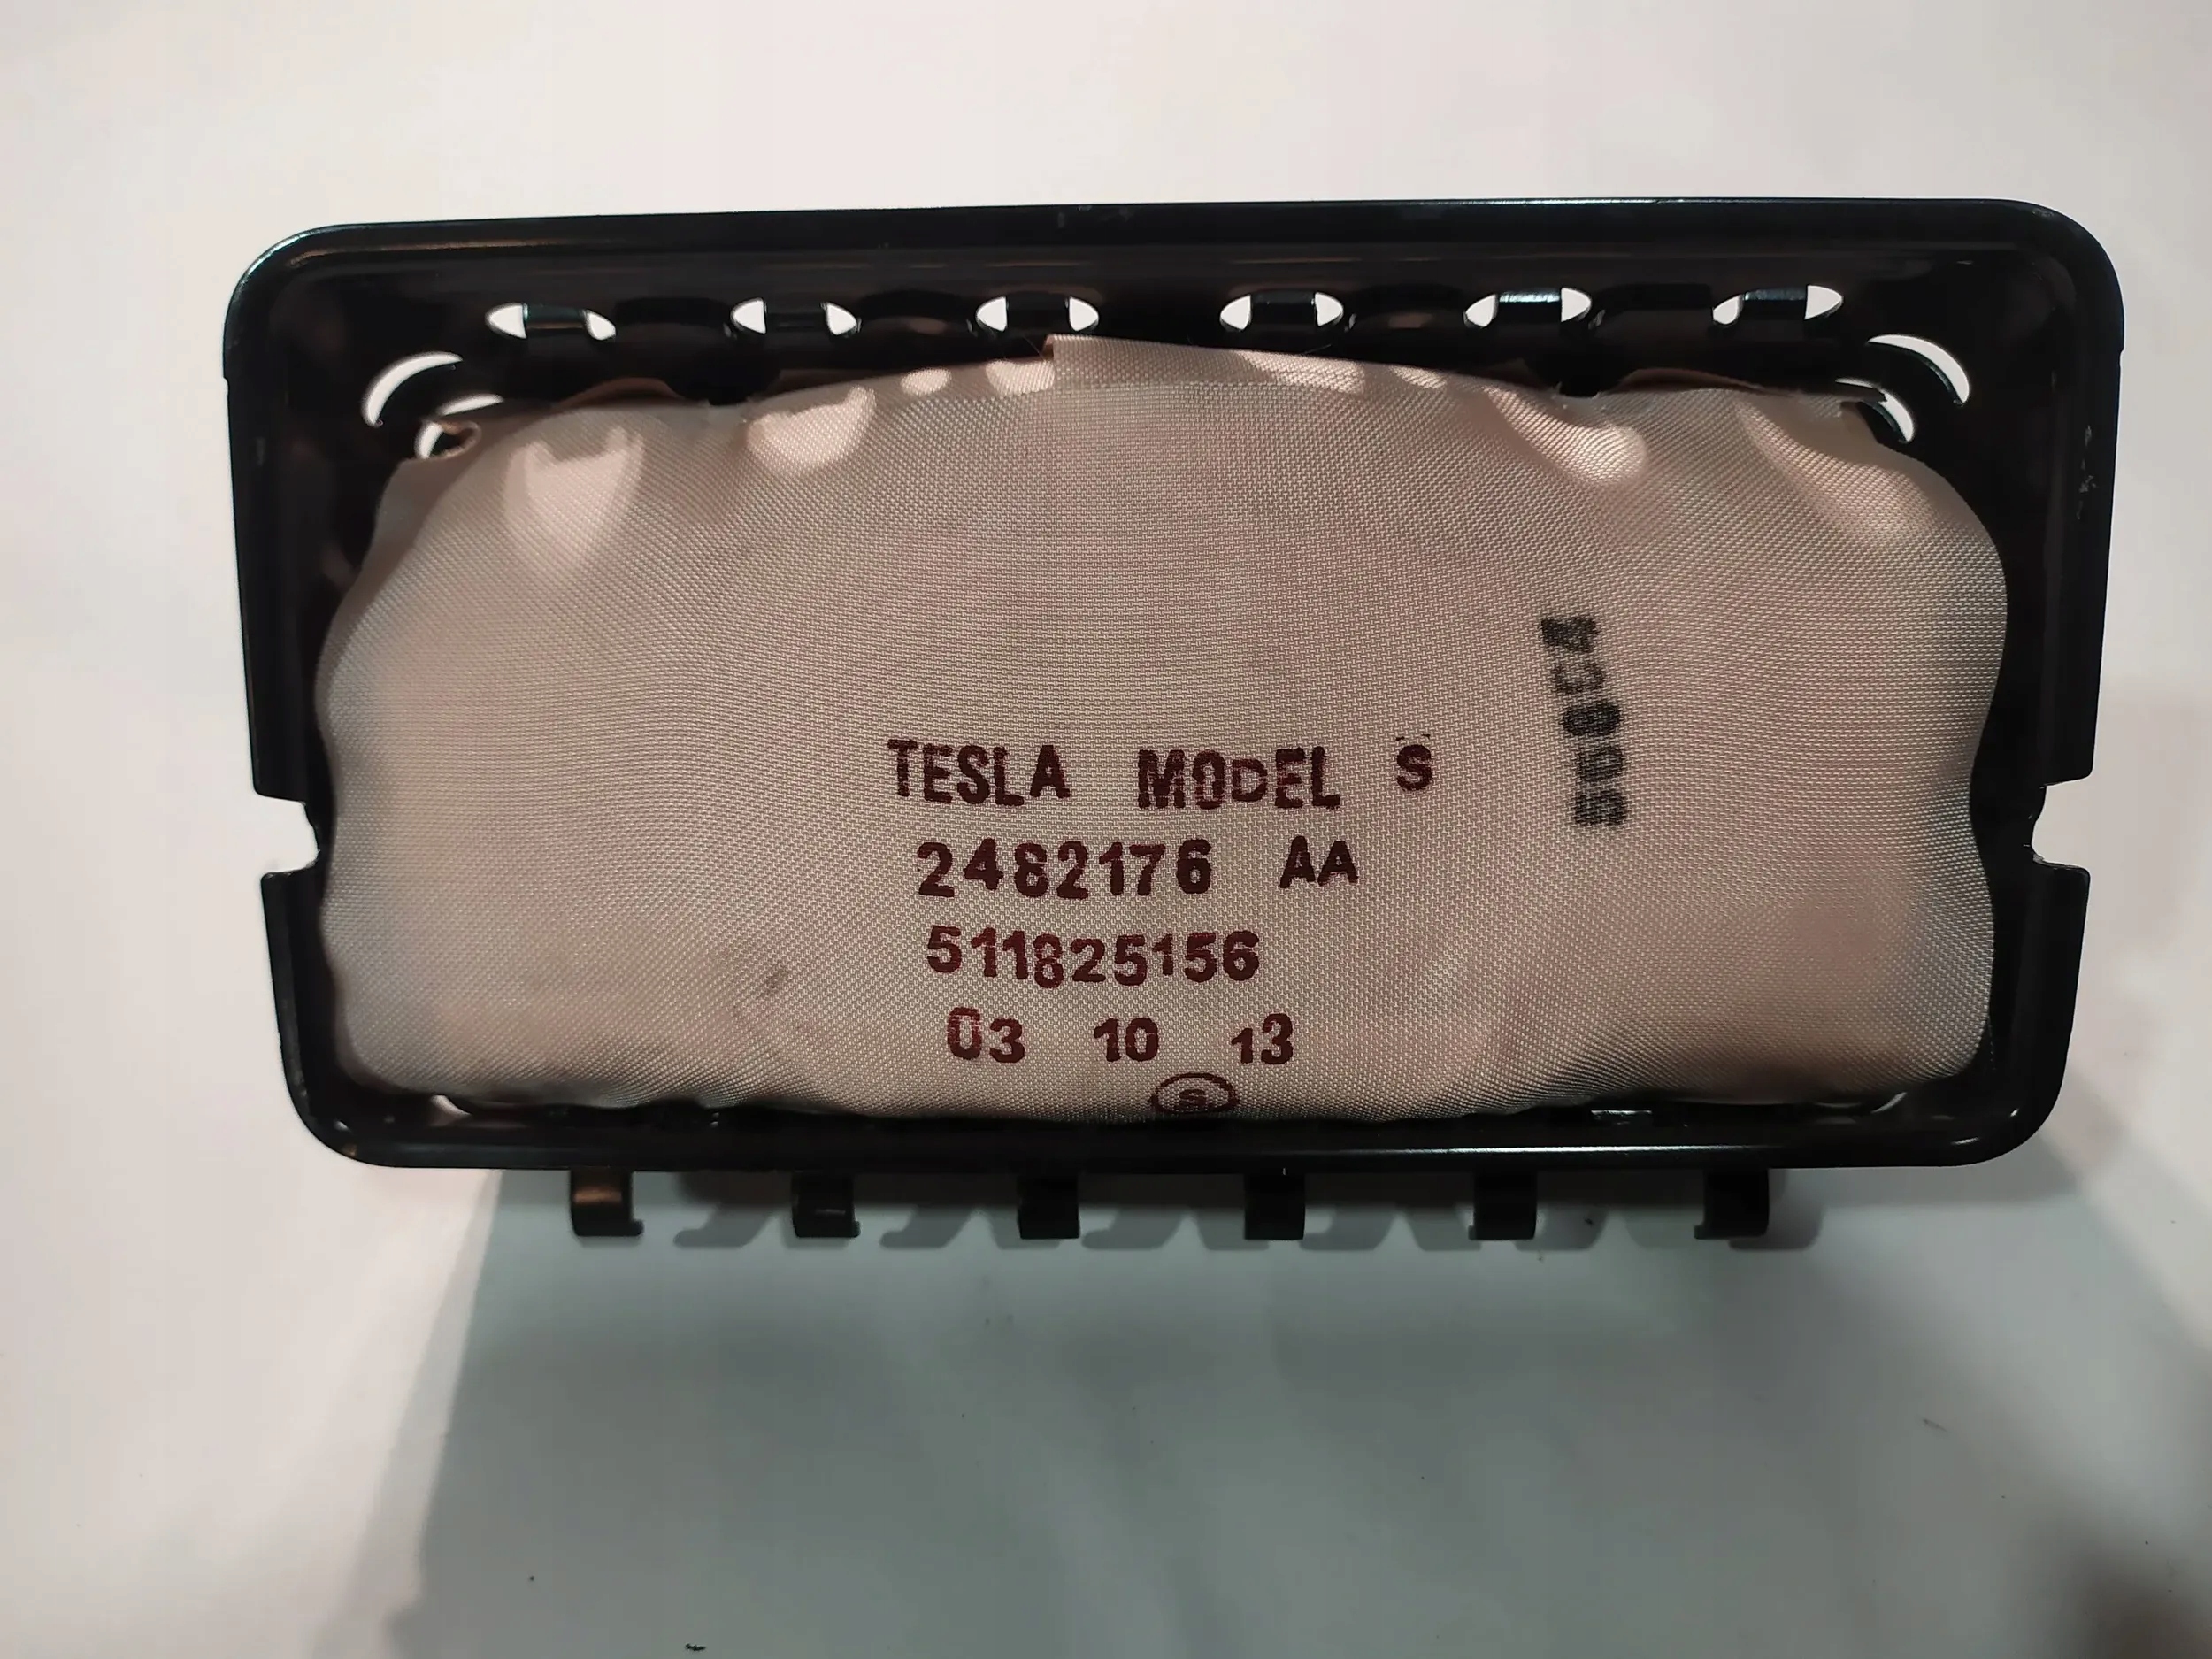 TESLA MODEL S
2482176 AA
511825156
03 10 13
S